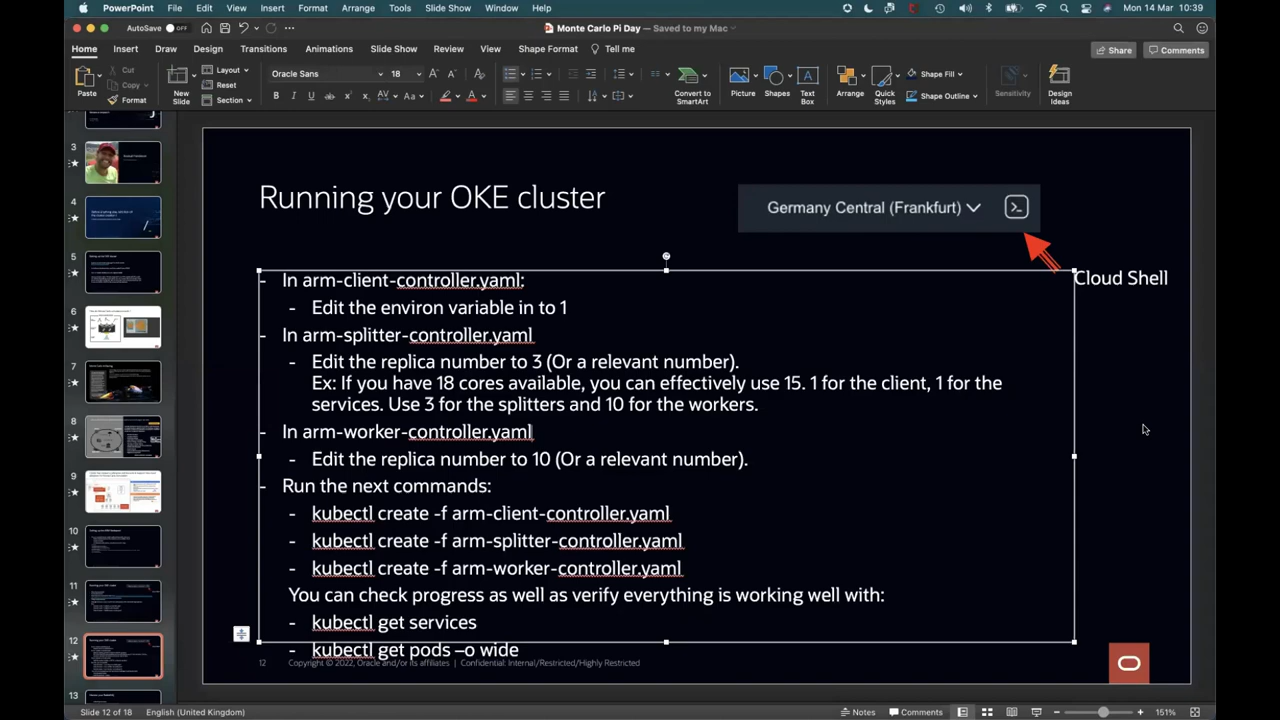 PowerPoint File Edit View Insert Format Arrange Tools Slide Show Window Help Mon 14 Mar 10:39
AutoSave OFF Monte Carlo Pi Day — Saved to my Mac
Home Insert Draw Design Transitions Animations Slide Show Review View Shape Format Tell me Share Comments
Paste Cut Copy Format
New Slide Layout Reset Section
Oracle Sans 18
Convert to SmartArt
Picture Shapes Text Box Arrange Quick Styles Shape Fill Shape Outline Sensitivity Design Ideas
3
4
5
6
7
8
9
10
11
12
13
Running your OKE cluster
Germany Central (Frankfurt)
Cloud Shell
- In arm-client-controller.yaml:
- Edit the environ variable in to 1
- In arm-splitter-controller.yaml
- Edit the replica number to 3 (Or a relevant number).
Ex: If you have 18 cores available, you can effectively use 15. 1 for the client, 1 for the
services. Use 3 for the splitters and 10 for the workers.
- In arm-worker-controller.yaml
- Edit the replica number to 10 (Or a relevant number).
- Run the next commands:
- kubectl create -f arm-client-controller.yaml
- kubectl create -f arm-splitter-controller.yaml
- kubectl create -f arm-worker-controller.yaml
You can check progress as well as verify everything is working well with:
- kubectl get services
- kubectl get pods –o wide
12 Copyright © 2022, Oracle and/or its affiliates | Confidential: Internal/Restricted/Highly Restricted
Slide 12 of 18 English (United Kingdom) Notes Comments 151%